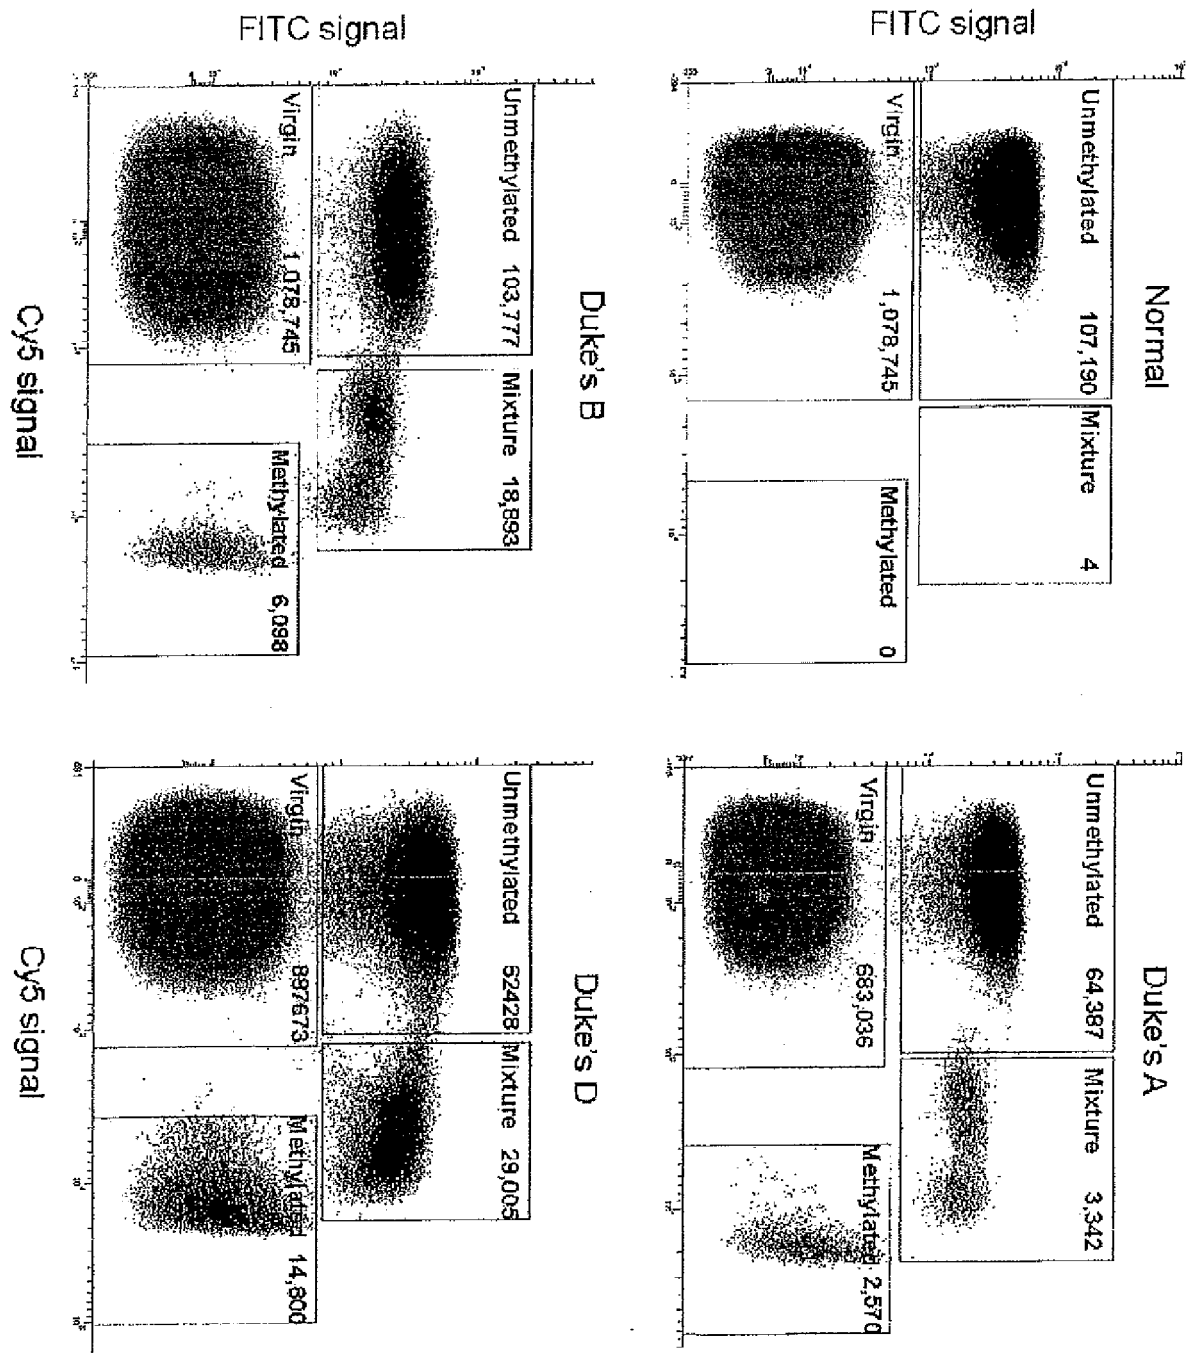 Normal
FITC signal
Unmethylated 107,190
Mixture 4
Virgin 1,078,745
Methylated 0
Duke's A
Unmethylated 64,387
Mixture 3,342
Virgin 683,036
Methylated 2,570
Duke's B
FITC signal
Unmethylated 103,777
Mixture 18,893
Virgin 1,078,745
Methylated 6,098
Cy5 signal
Duke's D
Unmethylated 62428
Mixture 29,005
Virgin 887673
Methylated 14,800
Cy5 signal